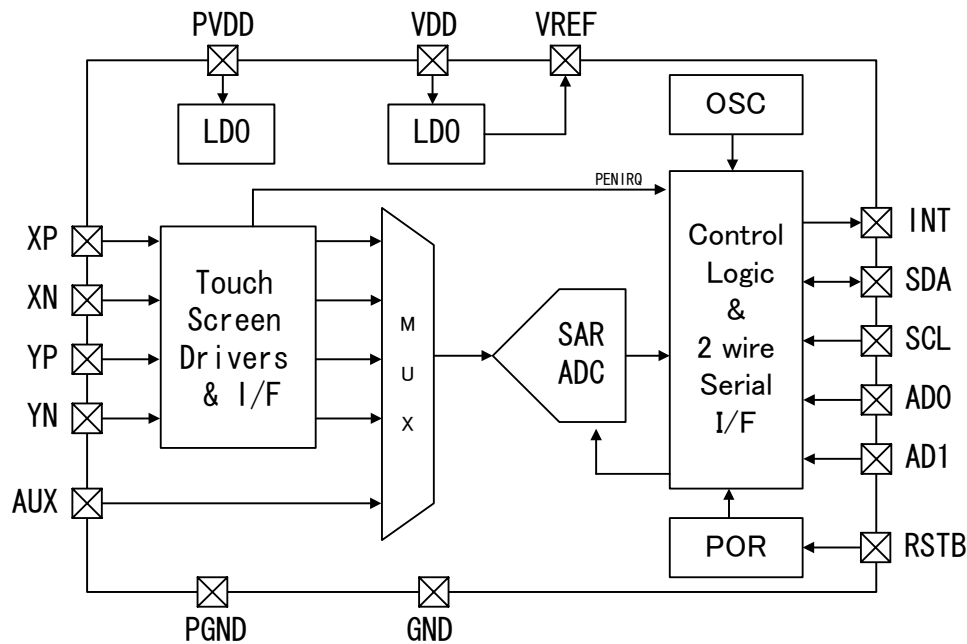 PVDD
VDD
VREF
LDO
LDO
OSC
PENIRQ
XP
XN
YP
YN
AUX
Touch
Screen
Drivers
& I/F
M
U
X
SAR
ADC
Control
Logic
&
2 wire
Serial
I/F
INT
SDA
SCL
AD0
AD1
POR
RSTB
PGND
GND